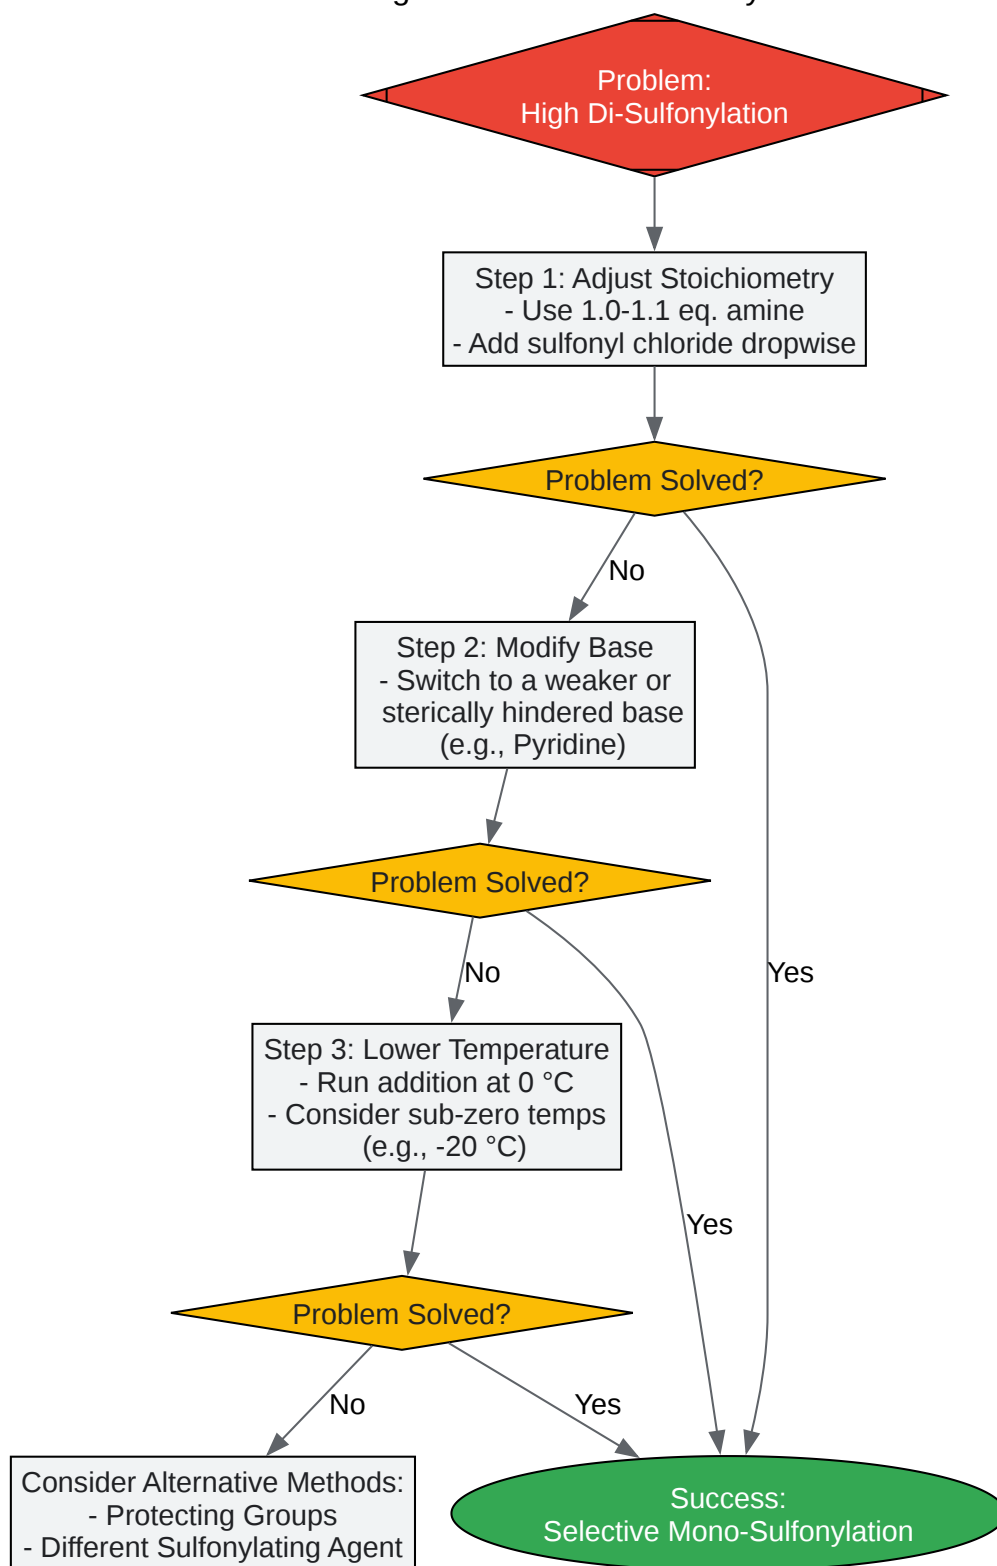 Problem:
High Di-Sulfonylation
Step 1: Adjust Stoichiometry
- Use 1.0-1.1 eq. amine
- Add sulfonyl chloride dropwise
Problem Solved?
No
Step 2: Modify Base
- Switch to a weaker or
sterically hindered base
(e.g., Pyridine)
Problem Solved?
No
Yes
Step 3: Lower Temperature
- Run addition at 0 °C
- Consider sub-zero temps
(e.g., -20 °C)
Yes
Problem Solved?
No
Yes
Consider Alternative Methods:
- Protecting Groups
- Different Sulfonylating Agent
Success:
Selective Mono-Sulfonylation